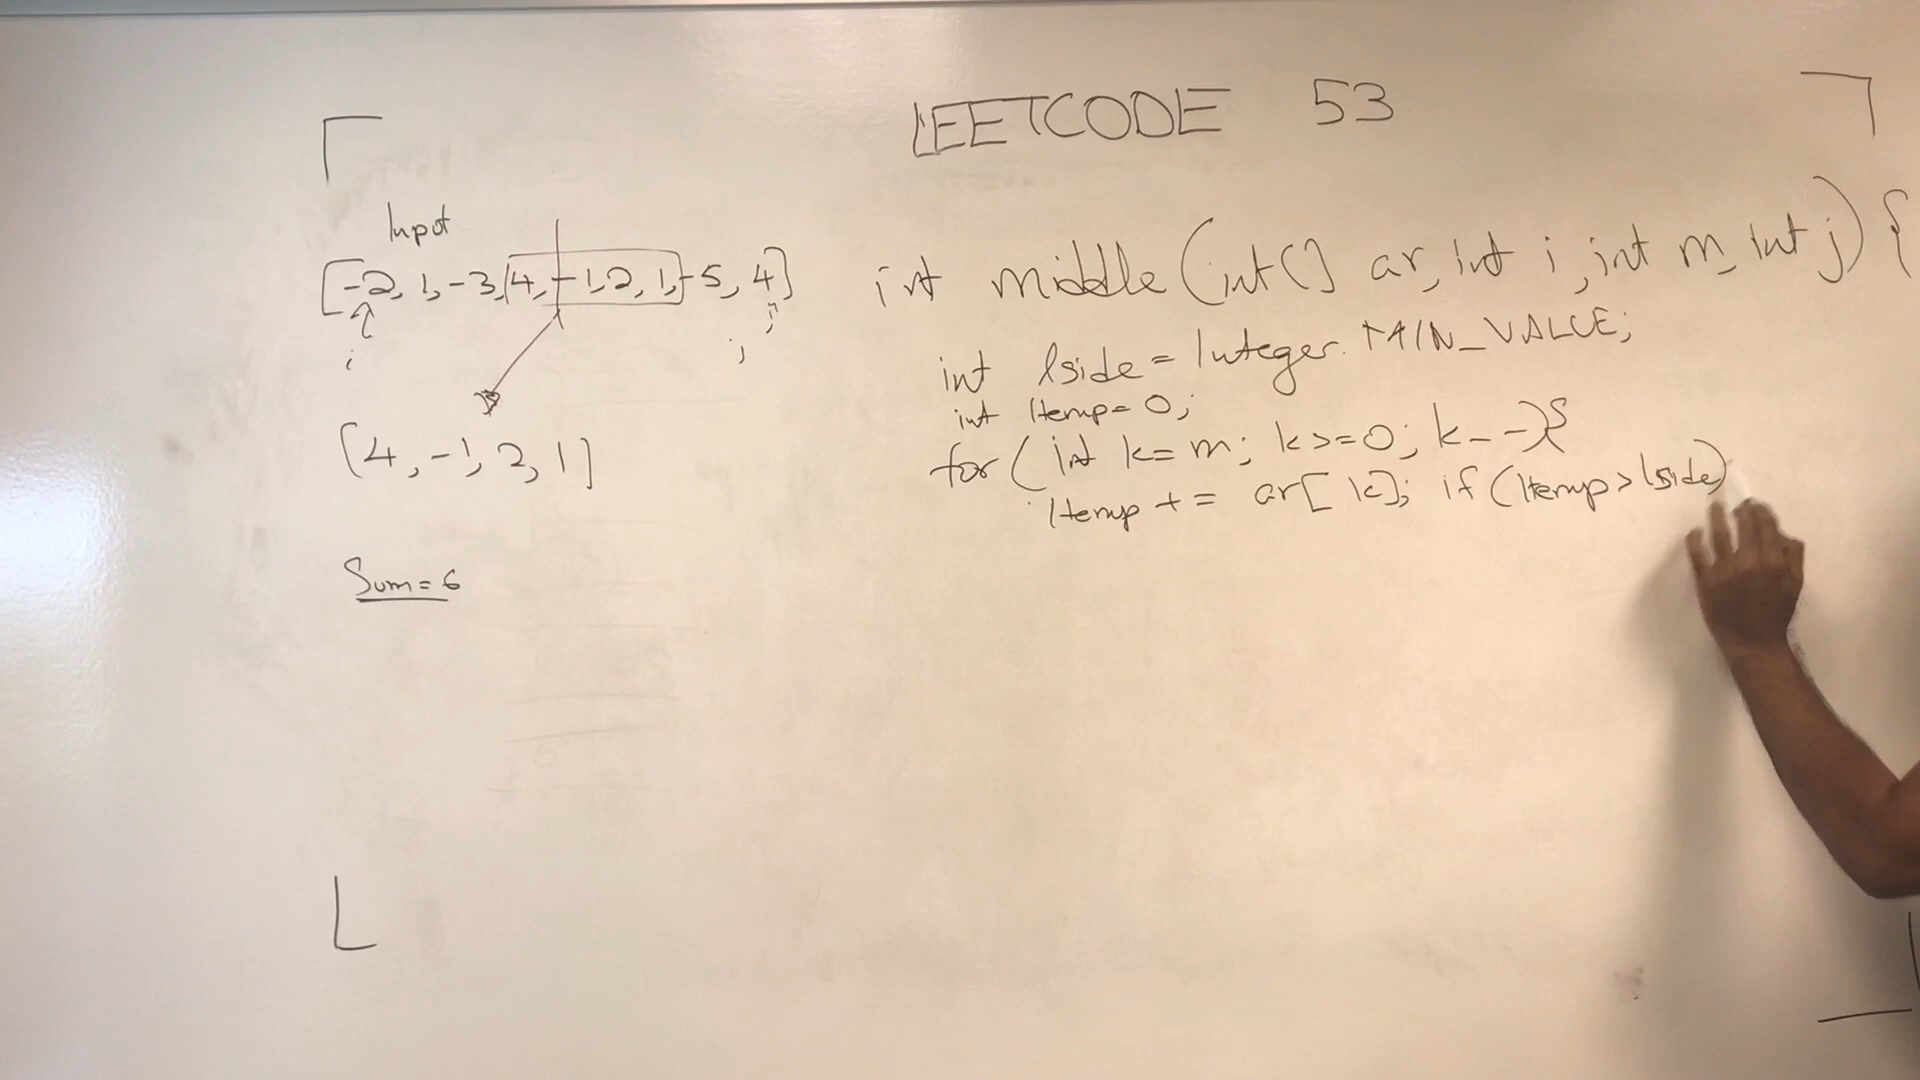 LEETCODE 53
Input
[-2, 1, -3, 4, -1, 2, 1, -5, 4]
i
j
[4, -1, 2, 1]
Sum = 6
int middle(int[] ar, int i, int m, int j) {
int lside = Integer.MIN_VALUE;
int ltemp = 0;
for (int k = m; k >= 0; k--) {
ltemp += ar[k]; if (ltemp > lside)